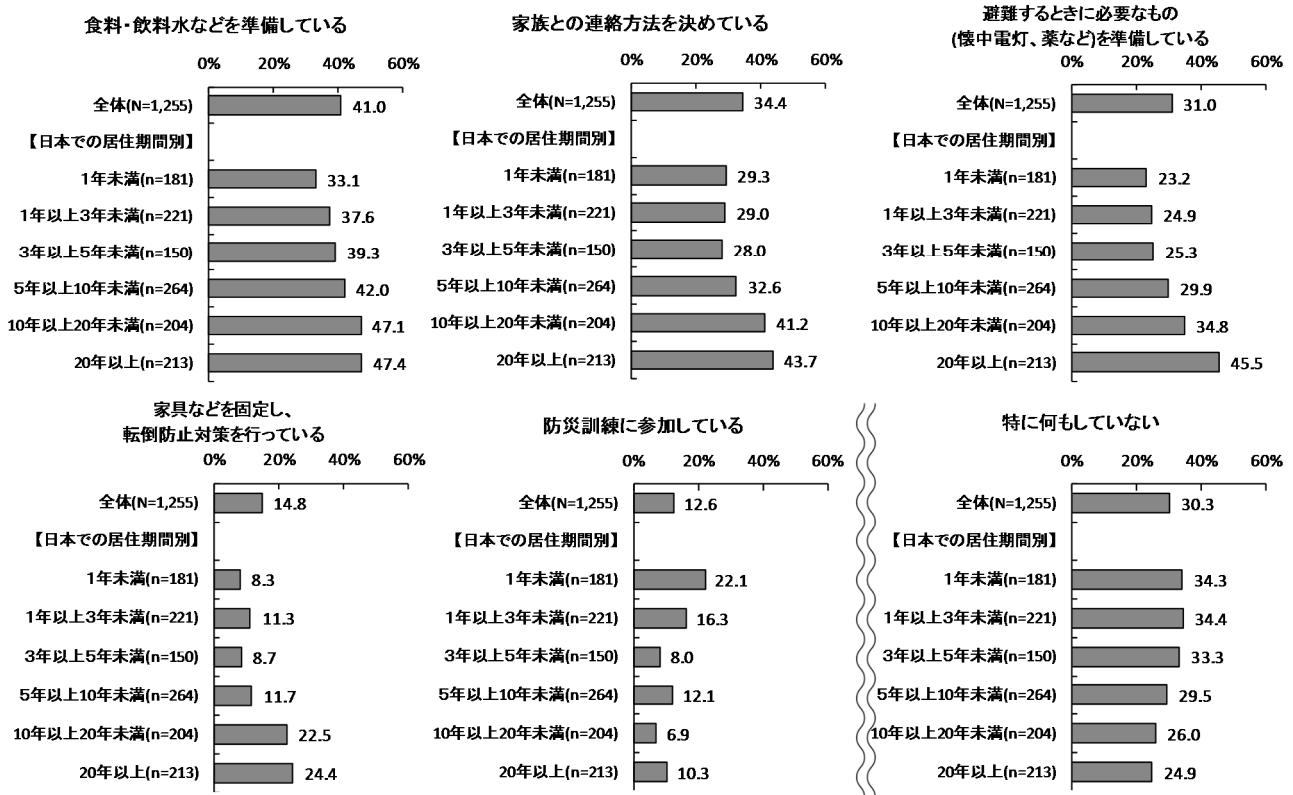 食料・飲料水などを準備している
0% 20% 40% 60%
全体(N=1,255) 41.0
【日本での居住期間別】
1年未満(n=181) 33.1
1年以上3年未満(n=221) 37.6
3年以上5年未満(n=150) 39.3
5年以上10年未満(n=264) 42.0
10年以上20年未満(n=204) 47.1
20年以上(n=213) 47.4
家族との連絡方法を決めている
0% 20% 40% 60%
全体(N=1,255) 34.4
【日本での居住期間別】
1年未満(n=181) 29.3
1年以上3年未満(n=221) 29.0
3年以上5年未満(n=150) 28.0
5年以上10年未満(n=264) 32.6
10年以上20年未満(n=204) 41.2
20年以上(n=213) 43.7
避難するときに必要なもの
(懐中電灯、薬など)を準備している
0% 20% 40% 60%
全体(N=1,255) 31.0
【日本での居住期間別】
1年未満(n=181) 23.2
1年以上3年未満(n=221) 24.9
3年以上5年未満(n=150) 25.3
5年以上10年未満(n=264) 29.9
10年以上20年未満(n=204) 34.8
20年以上(n=213) 45.5
家具などを固定し、
転倒防止対策を行っている
0% 20% 40% 60%
全体(N=1,255) 14.8
【日本での居住期間別】
1年未満(n=181) 8.3
1年以上3年未満(n=221) 11.3
3年以上5年未満(n=150) 8.7
5年以上10年未満(n=264) 11.7
10年以上20年未満(n=204) 22.5
20年以上(n=213) 24.4
防災訓練に参加している
0% 20% 40% 60%
全体(N=1,255) 12.6
【日本での居住期間別】
1年未満(n=181) 22.1
1年以上3年未満(n=221) 16.3
3年以上5年未満(n=150) 8.0
5年以上10年未満(n=264) 12.1
10年以上20年未満(n=204) 6.9
20年以上(n=213) 10.3
特に何もしていない
0% 20% 40% 60%
全体(N=1,255) 30.3
【日本での居住期間別】
1年未満(n=181) 34.3
1年以上3年未満(n=221) 34.4
3年以上5年未満(n=150) 33.3
5年以上10年未満(n=264) 29.5
10年以上20年未満(n=204) 26.0
20年以上(n=213) 24.9